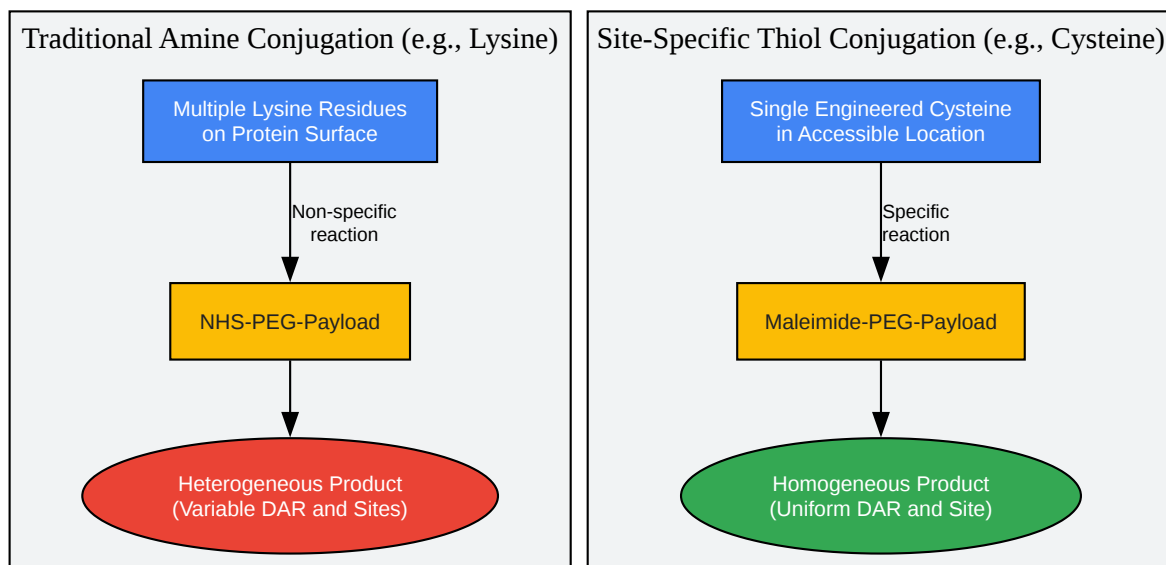 Traditional Amine Conjugation (e.g., Lysine)
Multiple Lysine Residues
on Protein Surface
Non-specific
reaction
NHS-PEG-Payload
Heterogeneous Product
(Variable DAR and Sites)
Site-Specific Thiol Conjugation (e.g., Cysteine)
Single Engineered Cysteine
in Accessible Location
Specific
reaction
Maleimide-PEG-Payload
Homogeneous Product
(Uniform DAR and Site)